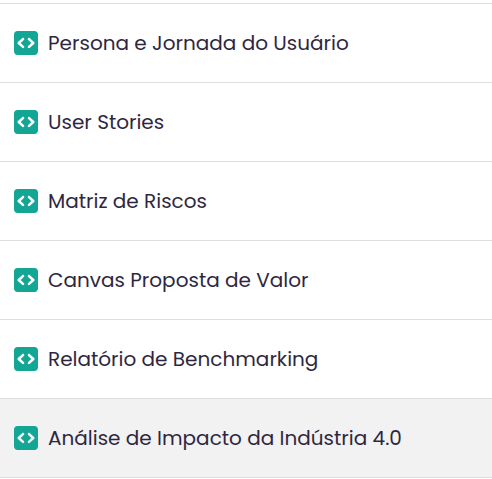 Persona e Jornada do Usuário
User Stories
Matriz de Riscos
Canvas Proposta de Valor
Relatório de Benchmarking
Análise de Impacto da Indústria 4.0